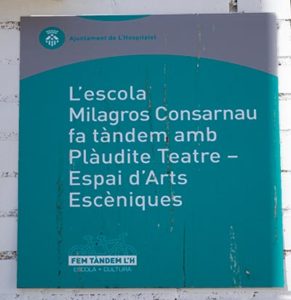 Ajuntament de L'Hospitalet
L'escola
Milagros Consarnau
fa tàndem amb
Plàudite Teatre –
Espai d'Arts
Escèniques
FEM TÀNDEM L'H
ESCOLA + CULTURA